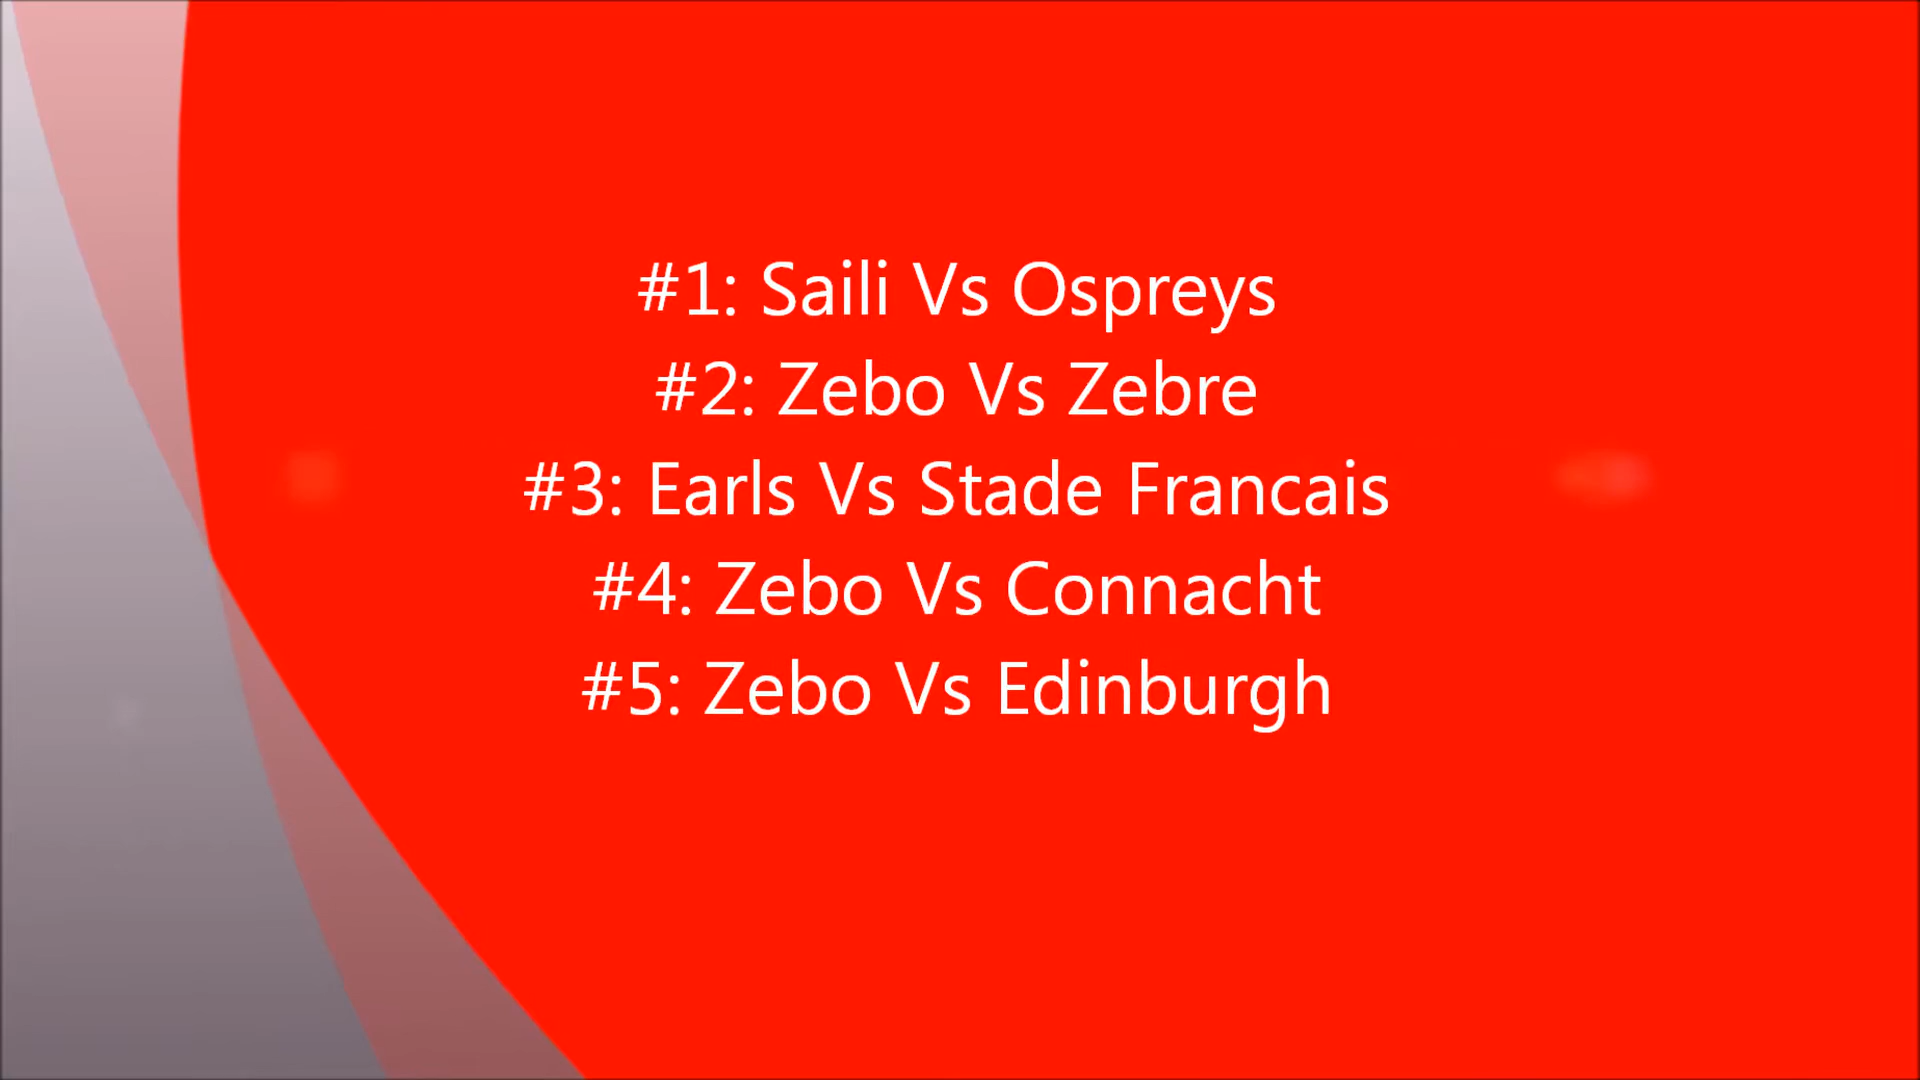 #1: Saili Vs Ospreys
#2: Zebo Vs Zebre
#3: Earls Vs Stade Francais
#4: Zebo Vs Connacht
#5: Zebo Vs Edinburgh